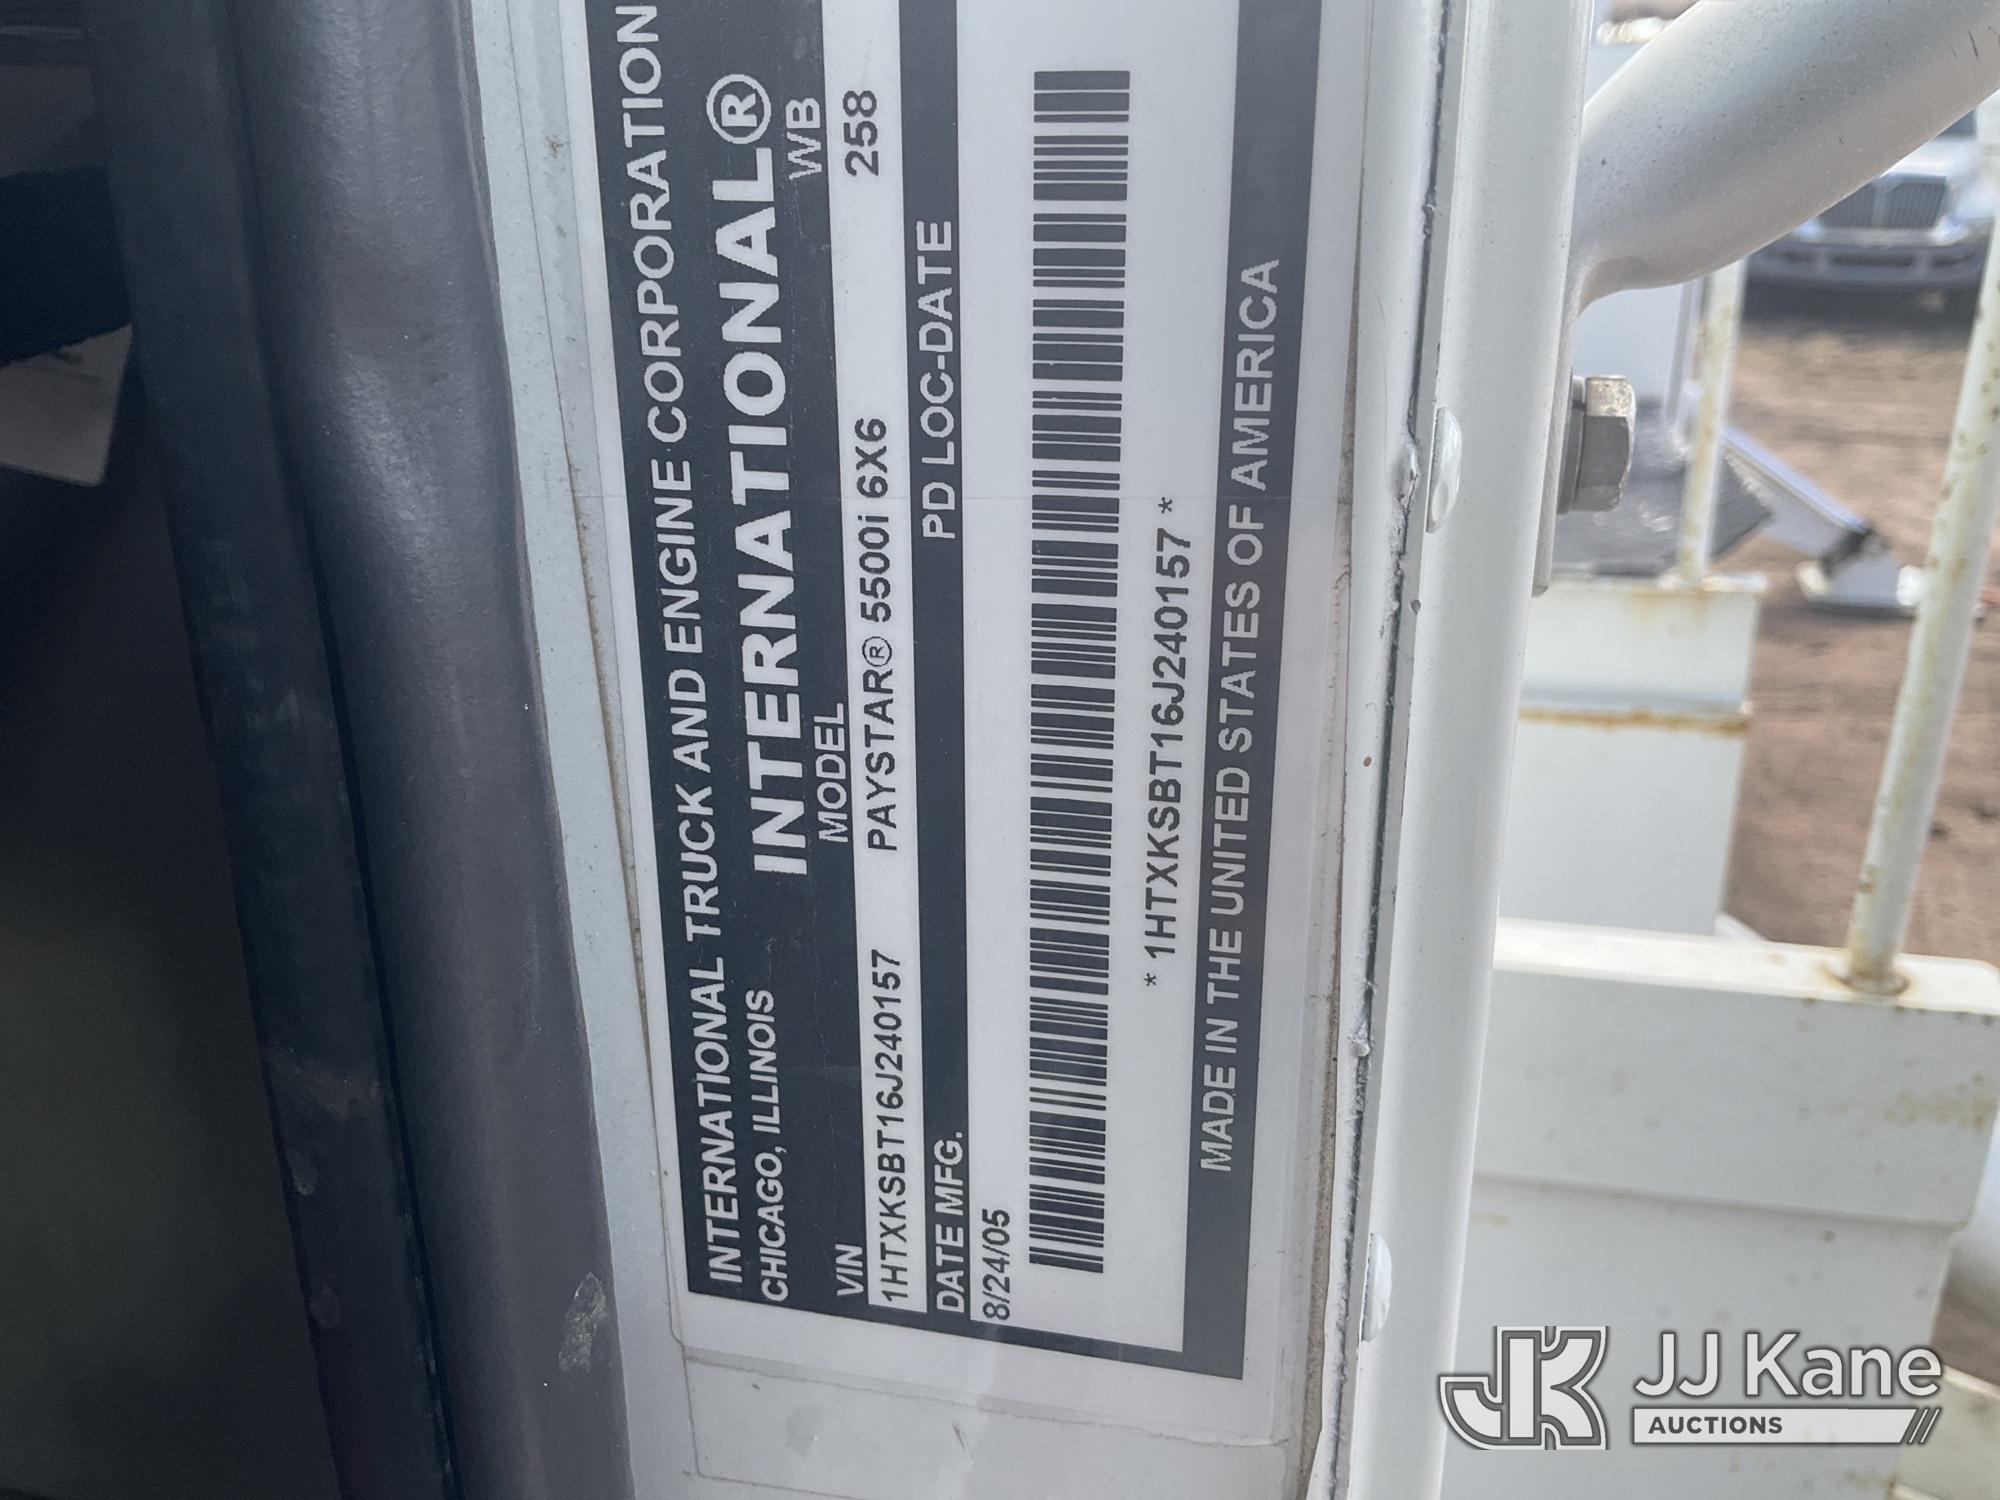 INTERNATIONAL TRUCK AND ENGINE CORPORATION
CHICAGO, ILLINOIS INTERNATIONAL®
VIN MODEL WB
1HTXKSBT16J240157 PAYSTAR® 5500i 6X6 258
DATE MFG. PD LOC-DATE
8/24/05
* 1HTXKSBT16J240157 *
MADE IN THE UNITED STATES OF AMERICA
JK JJ Kane
AUCTIONS